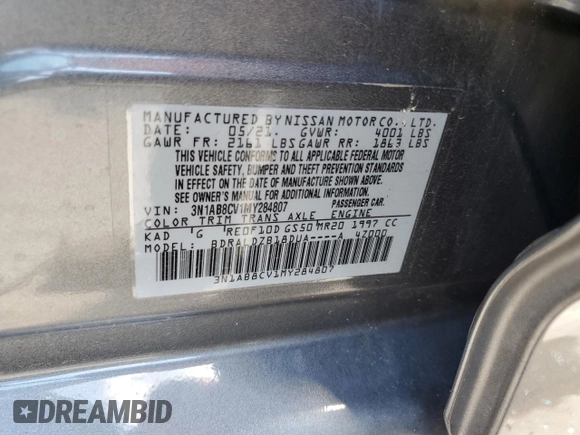 MANUFACTURED BY NISSAN MOTOR CO., LTD.
DATE: 05/21. GVWR: 4001 LBS
GAWR FR: 2161 LBS GAWR RR: 1863 LBS
THIS VEHICLE CONFORMS TO ALL APPLICABLE FEDERAL MOTOR
VEHICLE SAFETY, BUMPER AND THEFT PREVENTION STANDARDS
IN EFFECT ON THE DATE OF MANUFACTURE SHOWN ABOVE.
SEE OWNER'S MANUAL FOR ADDITIONAL INFORMATION.
VIN: 3N1AB8CV1MY284807 PASSENGER CAR.
COLOR TRIM TRANS AXLE ENGINE
KAD G RE0F10D GS50 MR20 1997 CC
MODEL: BDRALDZB18DUA----A 47000
3N1AB8CV1MY284807
DREAMBID